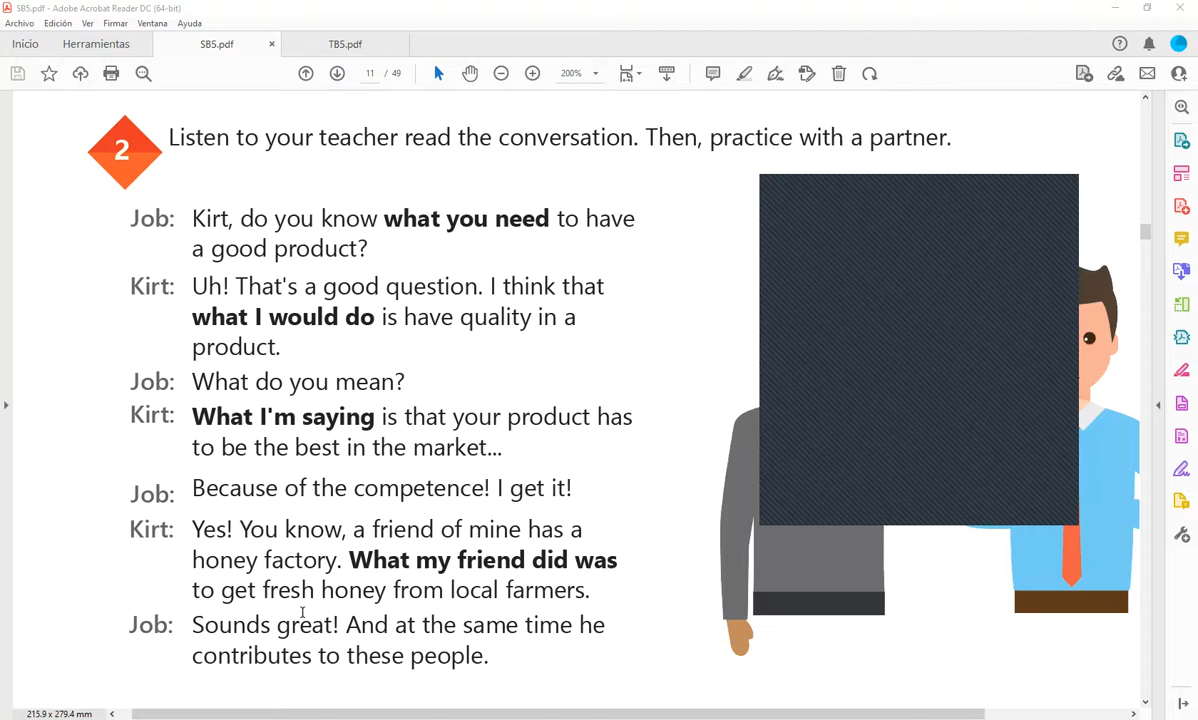 SB5.pdf - Adobe Acrobat Reader DC (64-bit)
Archivo Edición Ver Firmar Ventana Ayuda
Inicio Herramientas SB5.pdf × TB5.pdf
11 / 49 200%
2 Listen to your teacher read the conversation. Then, practice with a partner.
Job: Kirt, do you know what you need to have
a good product?
Kirt: Uh! That's a good question. I think that
what I would do is have quality in a
product.
Job: What do you mean?
Kirt: What I'm saying is that your product has
to be the best in the market...
Job: Because of the competence! I get it!
Kirt: Yes! You know, a friend of mine has a
honey factory. What my friend did was
to get fresh honey from local farmers.
Job: Sounds great! And at the same time he
contributes to these people.
215.9 x 279.4 mm